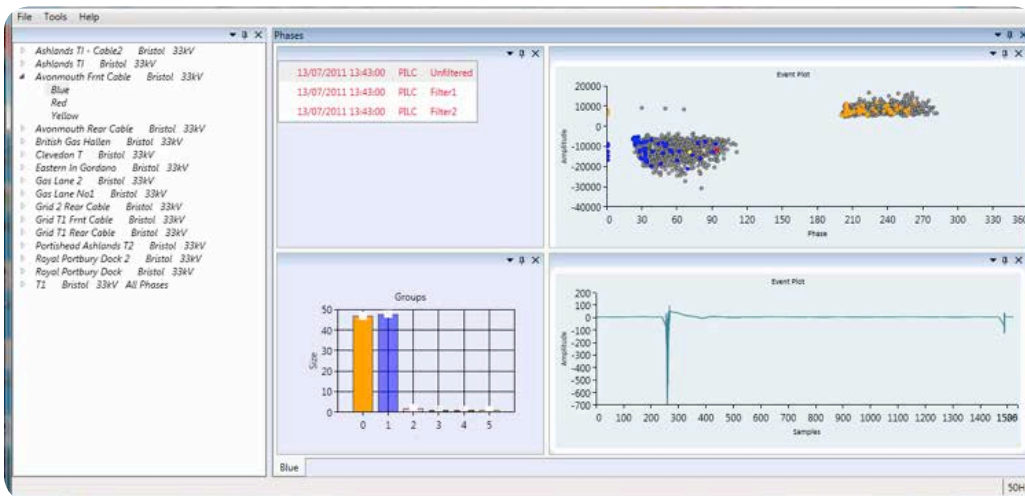 File Tools Help
Phases
Ashlands TI - Cable2 Bristol 33kV
Ashlands TI Bristol 33kV
Avonmouth Frnt Cable Bristol 33kV
Blue
Red
Yellow
Avonmouth Rear Cable Bristol 33kV
British Gas Hallen Bristol 33kV
Clevedon T Bristol 33kV
Eastern In Gordano Bristol 33kV
Gas Lane 2 Bristol 33kV
Gas Lane No1 Bristol 33kV
Grid 2 Rear Cable Bristol 33kV
Grid T1 Frnt Cable Bristol 33kV
Grid T1 Rear Cable Bristol 33kV
Portishead Ashlands T2 Bristol 33kV
Royal Portbury Dock 2 Bristol 33kV
Royal Portbury Dock Bristol 33kV
T1 Bristol 33kV All Phases
13/07/2011 13:43:00 PILC Unfiltered
13/07/2011 13:43:00 PILC Filter1
13/07/2011 13:43:00 PILC Filter2
Event Plot
Amplitude
20000
10000
0
-10000
-20000
-30000
-40000
0 30 60 90 120 150 180 210 240 270 300 330 360
Phase
Groups
Size
50
40
30
20
10
0
0 1 2 3 4 5
Event Plot
Amplitude
200
100
0
-100
-200
-300
-400
-500
-600
-700
0 100 200 300 400 500 600 700 800 900 1000 1100 1200 1300 1400
Samples
Blue
50H